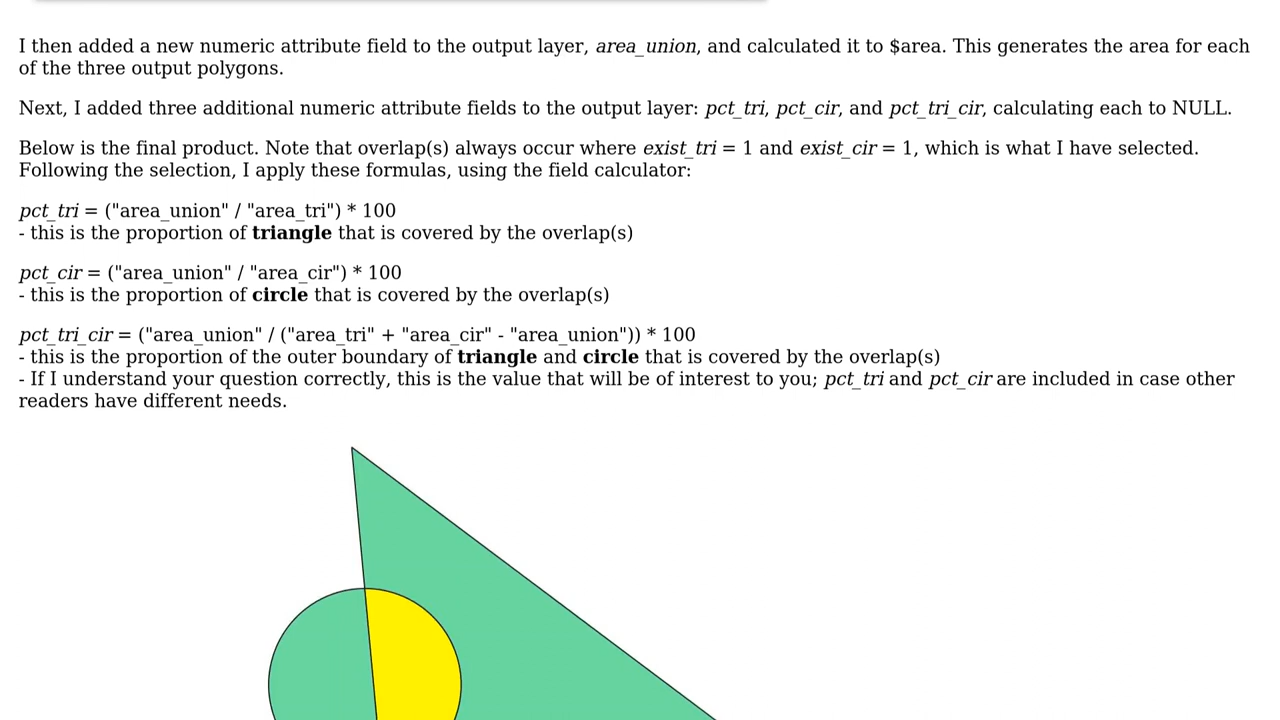 I then added a new numeric attribute field to the output layer, area_union, and calculated it to $area. This generates the area for each
of the three output polygons.
Next, I added three additional numeric attribute fields to the output layer: pct_tri, pct_cir, and pct_tri_cir, calculating each to NULL.
Below is the final product. Note that overlap(s) always occur where exist_tri = 1 and exist_cir = 1, which is what I have selected.
Following the selection, I apply these formulas, using the field calculator:
pct_tri = ("area_union" / "area_tri") * 100
- this is the proportion of triangle that is covered by the overlap(s)
pct_cir = ("area_union" / "area_cir") * 100
- this is the proportion of circle that is covered by the overlap(s)
pct_tri_cir = ("area_union" / ("area_tri" + "area_cir" - "area_union")) * 100
- this is the proportion of the outer boundary of triangle and circle that is covered by the overlap(s)
- If I understand your question correctly, this is the value that will be of interest to you; pct_tri and pct_cir are included in case other
readers have different needs.